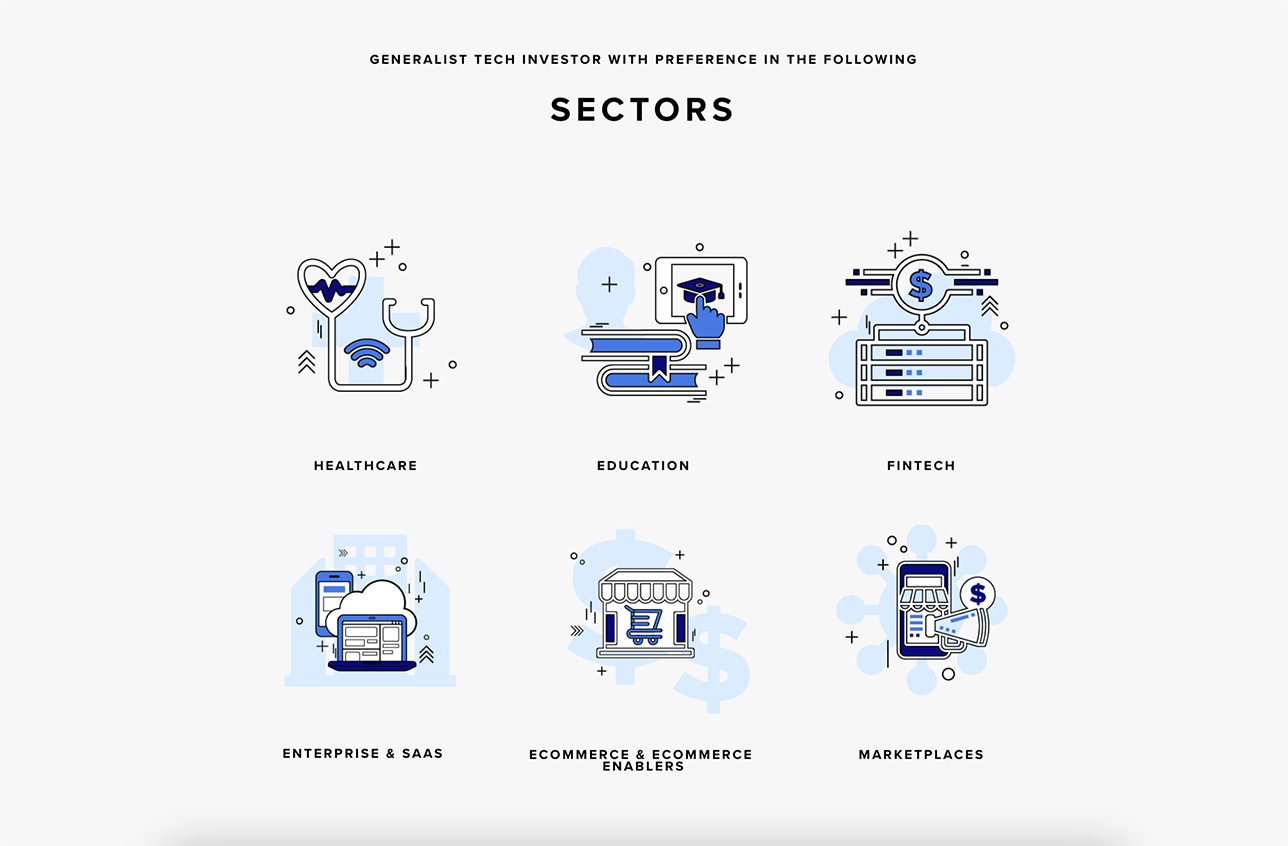 GENERALIST TECH INVESTOR WITH PREFERENCE IN THE FOLLOWING
SECTORS
$
HEALTHCARE
EDUCATION
FINTECH
$
ENTERPRISE & SAAS
ECOMMERCE & ECOMMERCE
ENABLERS
MARKETPLACES